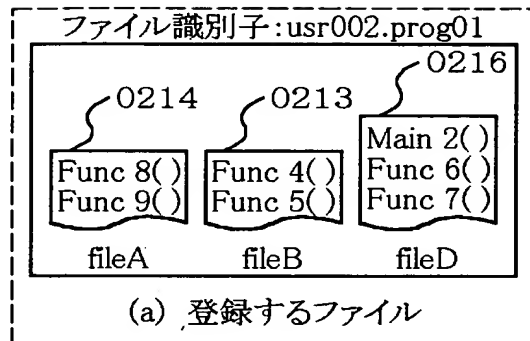 ファイル識別子:usr002.prog01
0214 0213 0216
Func 8() Func 4() Main 2()
Func 9() Func 5() Func 6()
Func 7()
fileA fileB fileD
(a) 登録するファイル